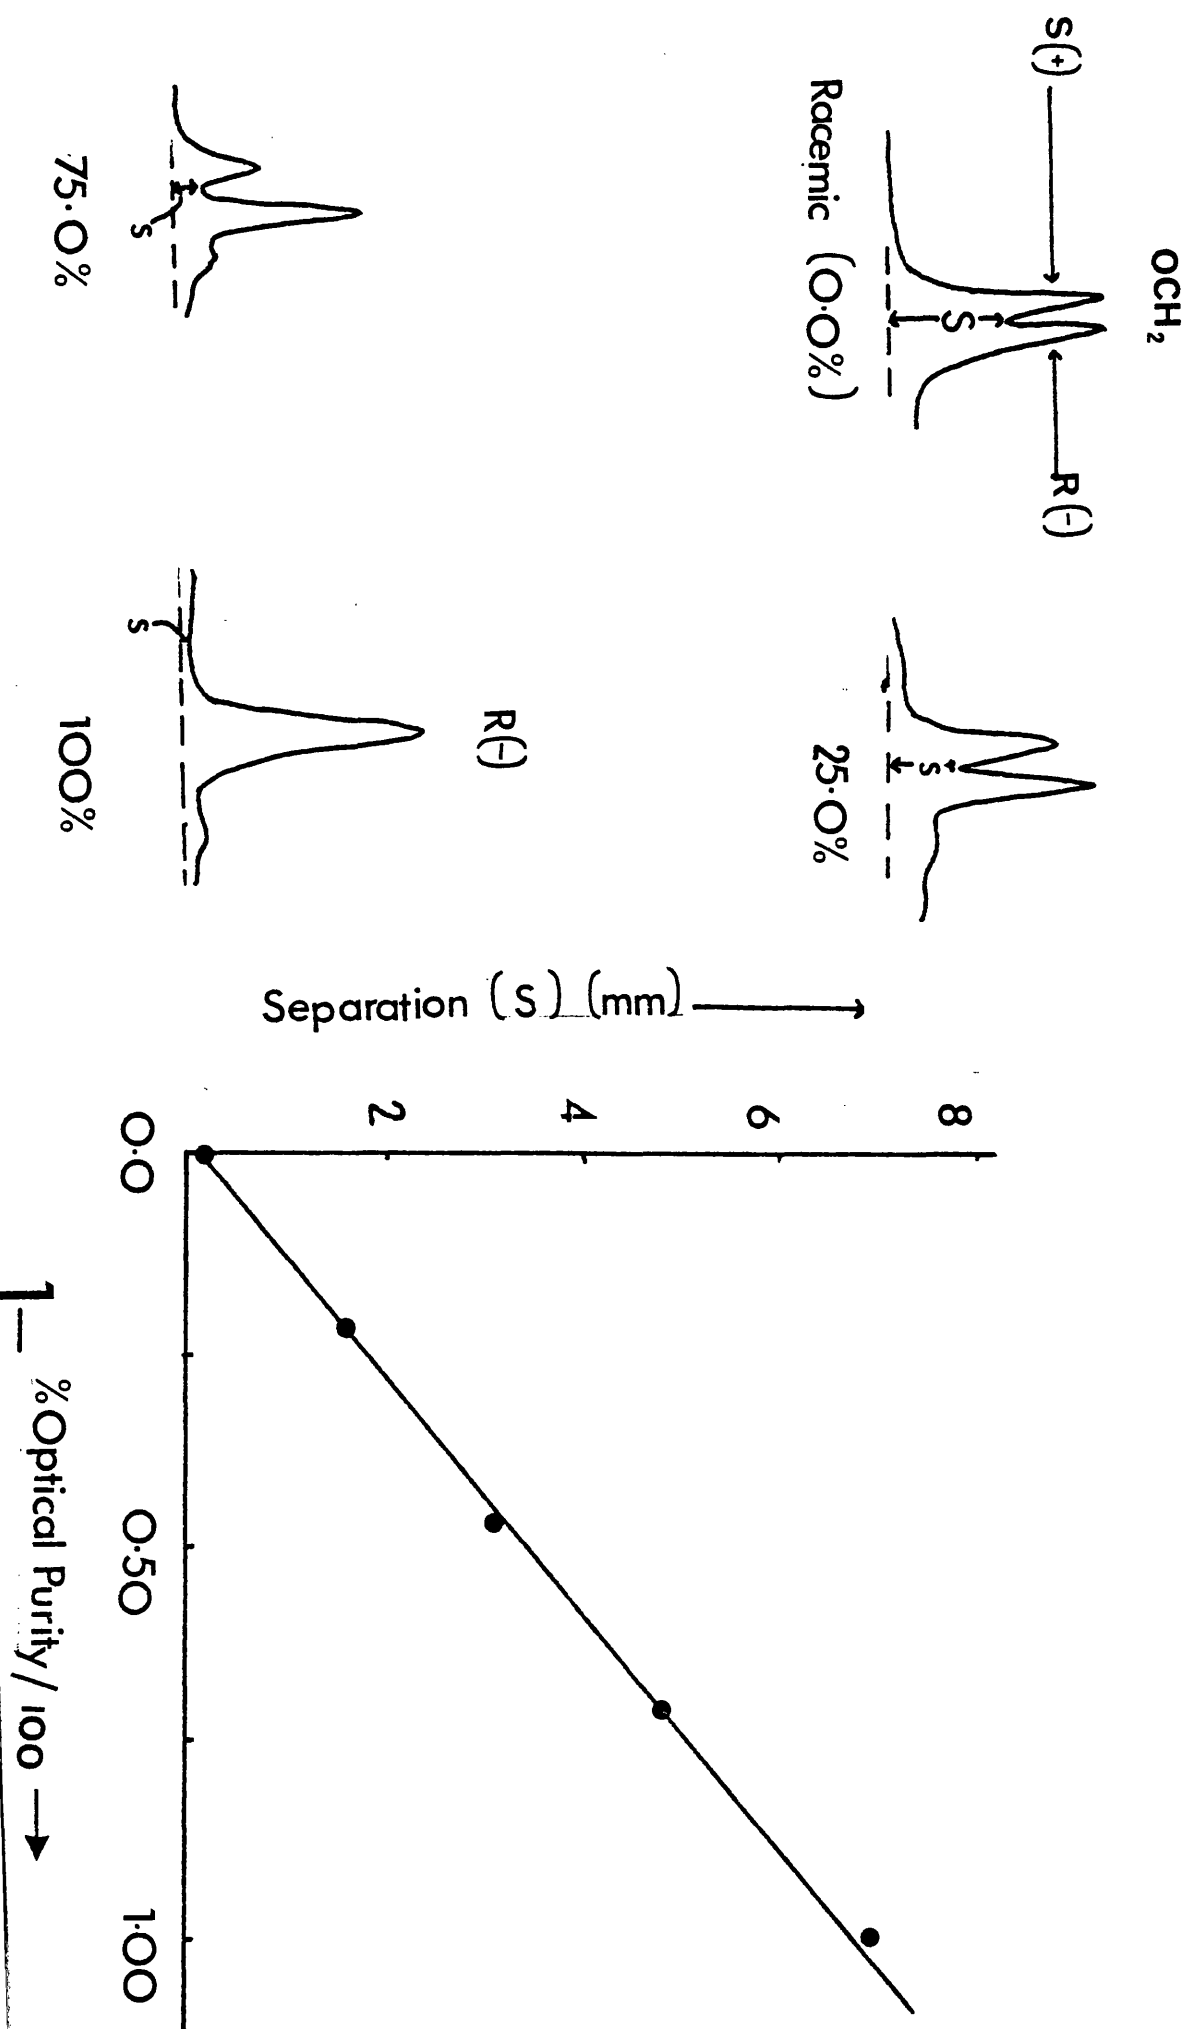 OCH₂
S(+)
R(-)
S
Racemic (0·0%)
S
25·0%
S
75·0%
R(-)
S
100%
Separation (S) (mm)
8
6
4
2
0·0
0·50
1·00
1- %Optical Purity/100